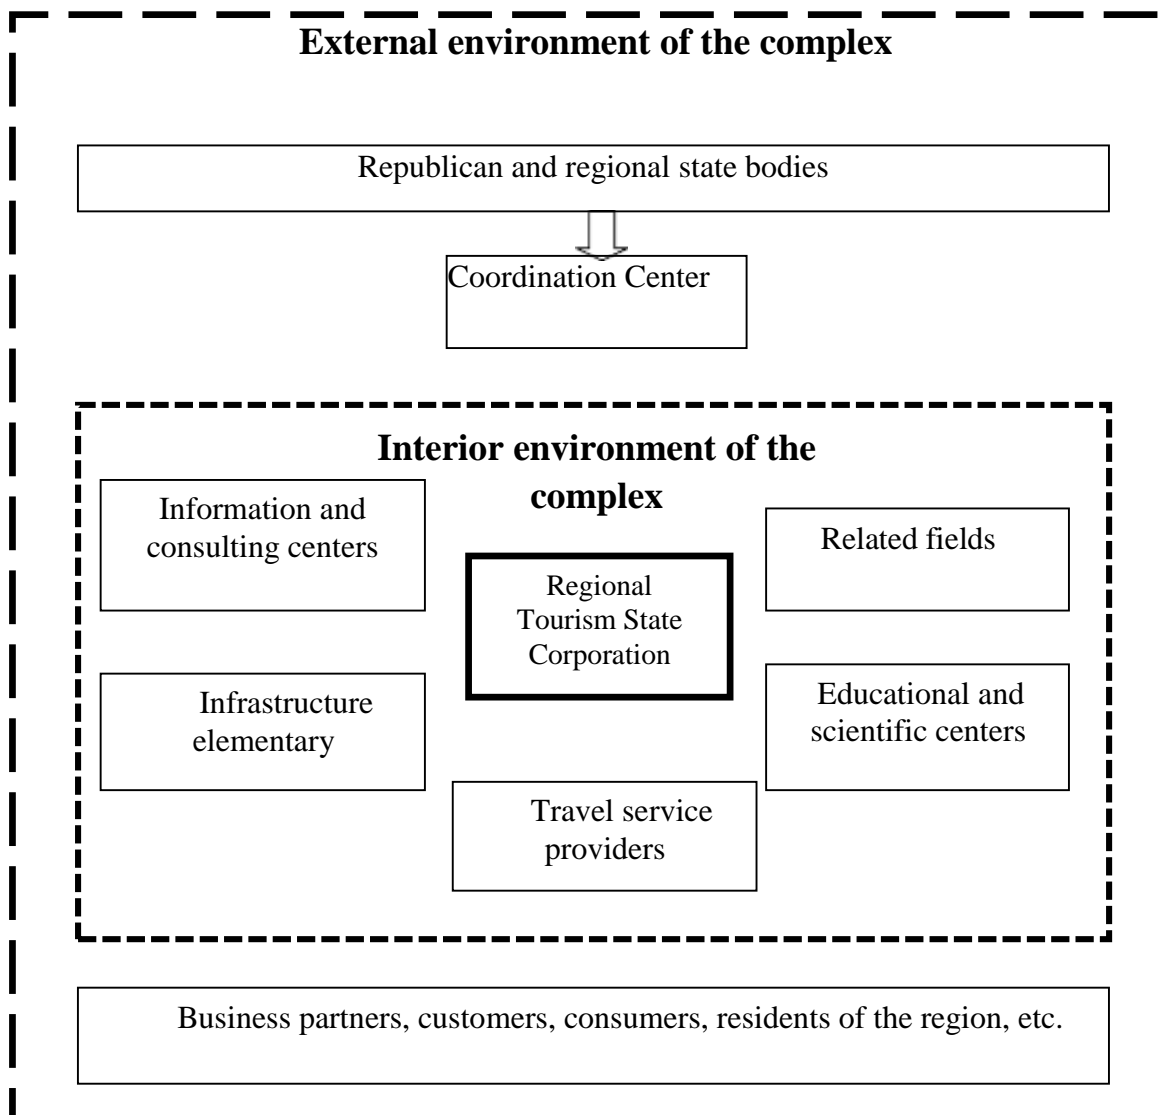 External environment of the complex
Republican and regional state bodies
Coordination Center
Interior environment of the
complex
Information and
consulting centers
Related fields
Regional
Tourism State
Corporation
Infrastructure
elementary
Educational and
scientific centers
Travel service
providers
Business partners, customers, consumers, residents of the region, etc.